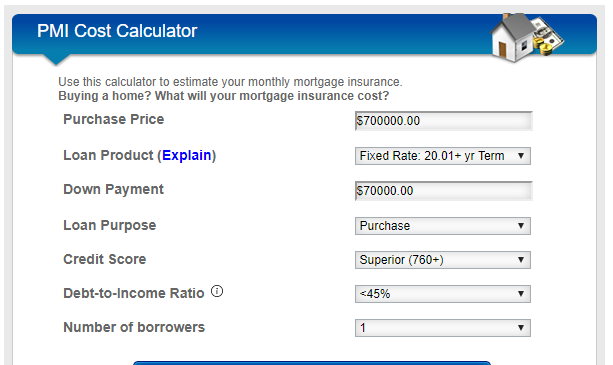 PMI Cost Calculator
Use this calculator to estimate your monthly mortgage insurance.
Buying a home? What will your mortgage insurance cost?
Purchase Price $700000.00
Loan Product (Explain) Fixed Rate: 20.01+ yr Term
Down Payment $70000.00
Loan Purpose Purchase
Credit Score Superior (760+)
Debt-to-Income Ratio <45%
Number of borrowers 1